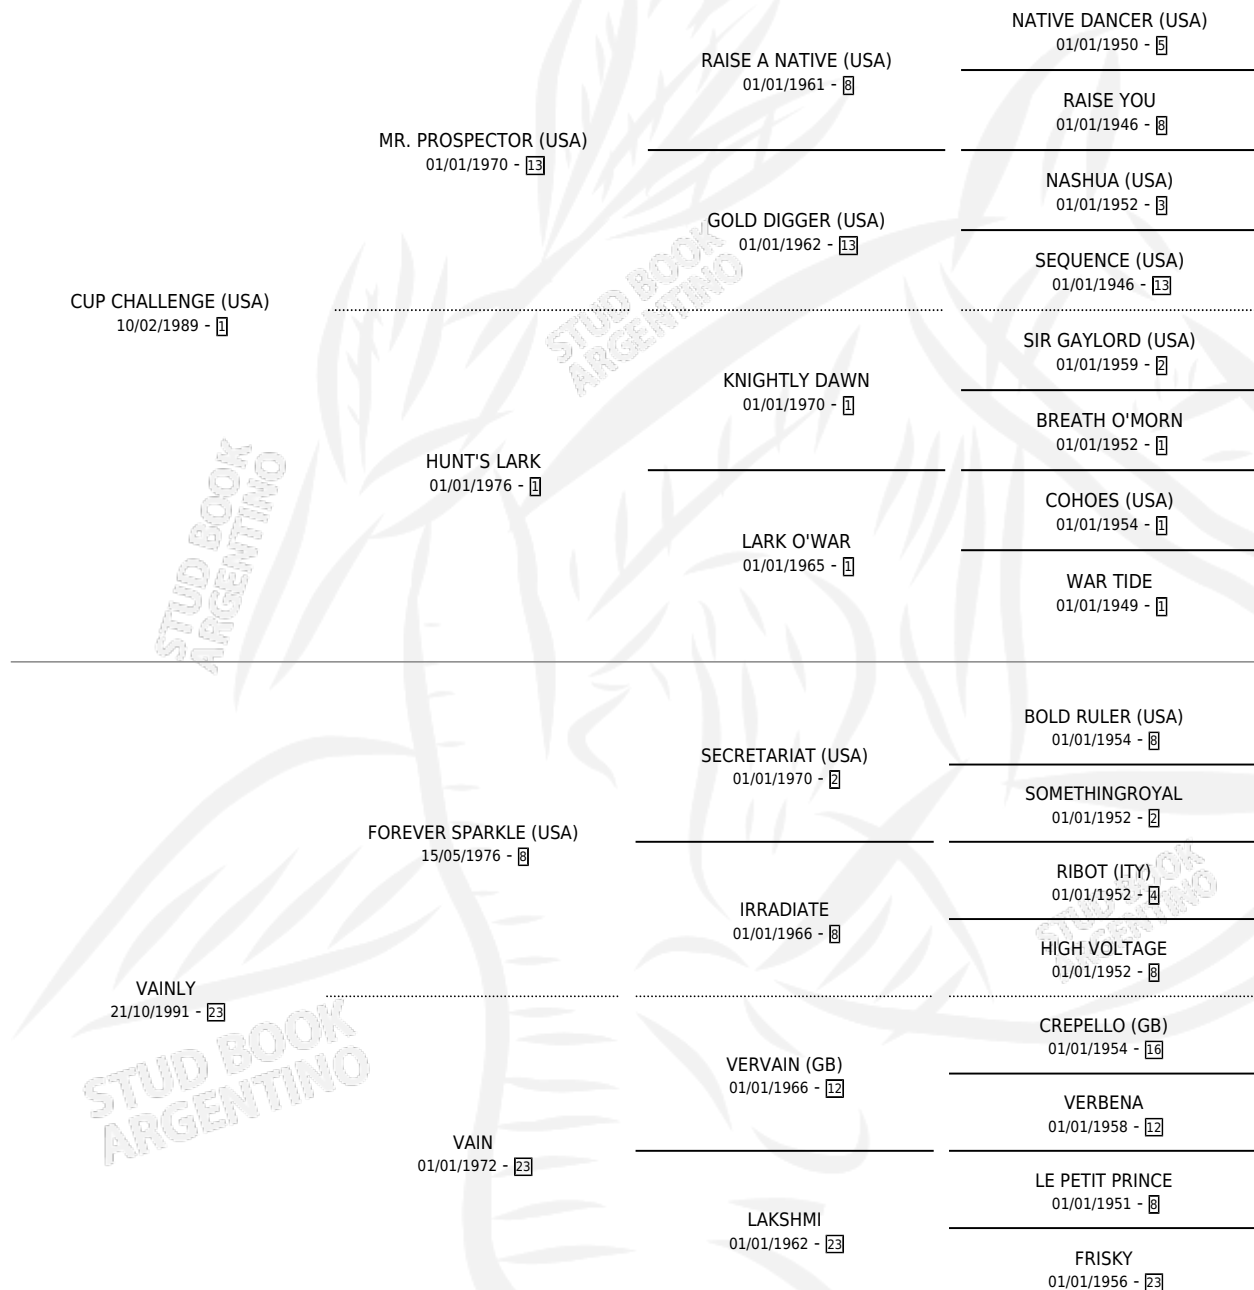 NATIVE DANCER (USA)
01/01/1950 - 5
RAISE A NATIVE (USA)
01/01/1961 - 8
RAISE YOU
01/01/1946 - 8
MR. PROSPECTOR (USA)
01/01/1970 - 13
NASHUA (USA)
01/01/1952 - 3
GOLD DIGGER (USA)
01/01/1962 - 13
SEQUENCE (USA)
01/01/1946 - 13
CUP CHALLENGE (USA)
10/02/1989 - 1
SIR GAYLORD (USA)
01/01/1959 - 2
KNIGHTLY DAWN
01/01/1970 - 1
BREATH O'MORN
01/01/1952 - 1
HUNT'S LARK
01/01/1976 - 1
COHOES (USA)
01/01/1954 - 1
LARK O'WAR
01/01/1965 - 1
WAR TIDE
01/01/1949 - 1
BOLD RULER (USA)
01/01/1954 - 8
SECRETARIAT (USA)
01/01/1970 - 2
SOMETHINGROYAL
01/01/1952 - 2
FOREVER SPARKLE (USA)
15/05/1976 - 8
RIBOT (ITY)
01/01/1952 - 4
IRRADIATE
01/01/1966 - 8
HIGH VOLTAGE
01/01/1952 - 8
VAINLY
21/10/1991 - 23
CREPELLO (GB)
01/01/1954 - 16
VERVAIN (GB)
01/01/1966 - 12
VERBENA
01/01/1958 - 12
VAIN
01/01/1972 - 23
LE PETIT PRINCE
01/01/1951 - 8
LAKSHMI
01/01/1962 - 23
FRISKY
01/01/1956 - 23
STUD BOOK
ARGENTINO
STUD BOOK
ARGENTINO
STUD BOOK
ARGENTINO
STUD BOOK
ARGENTINO